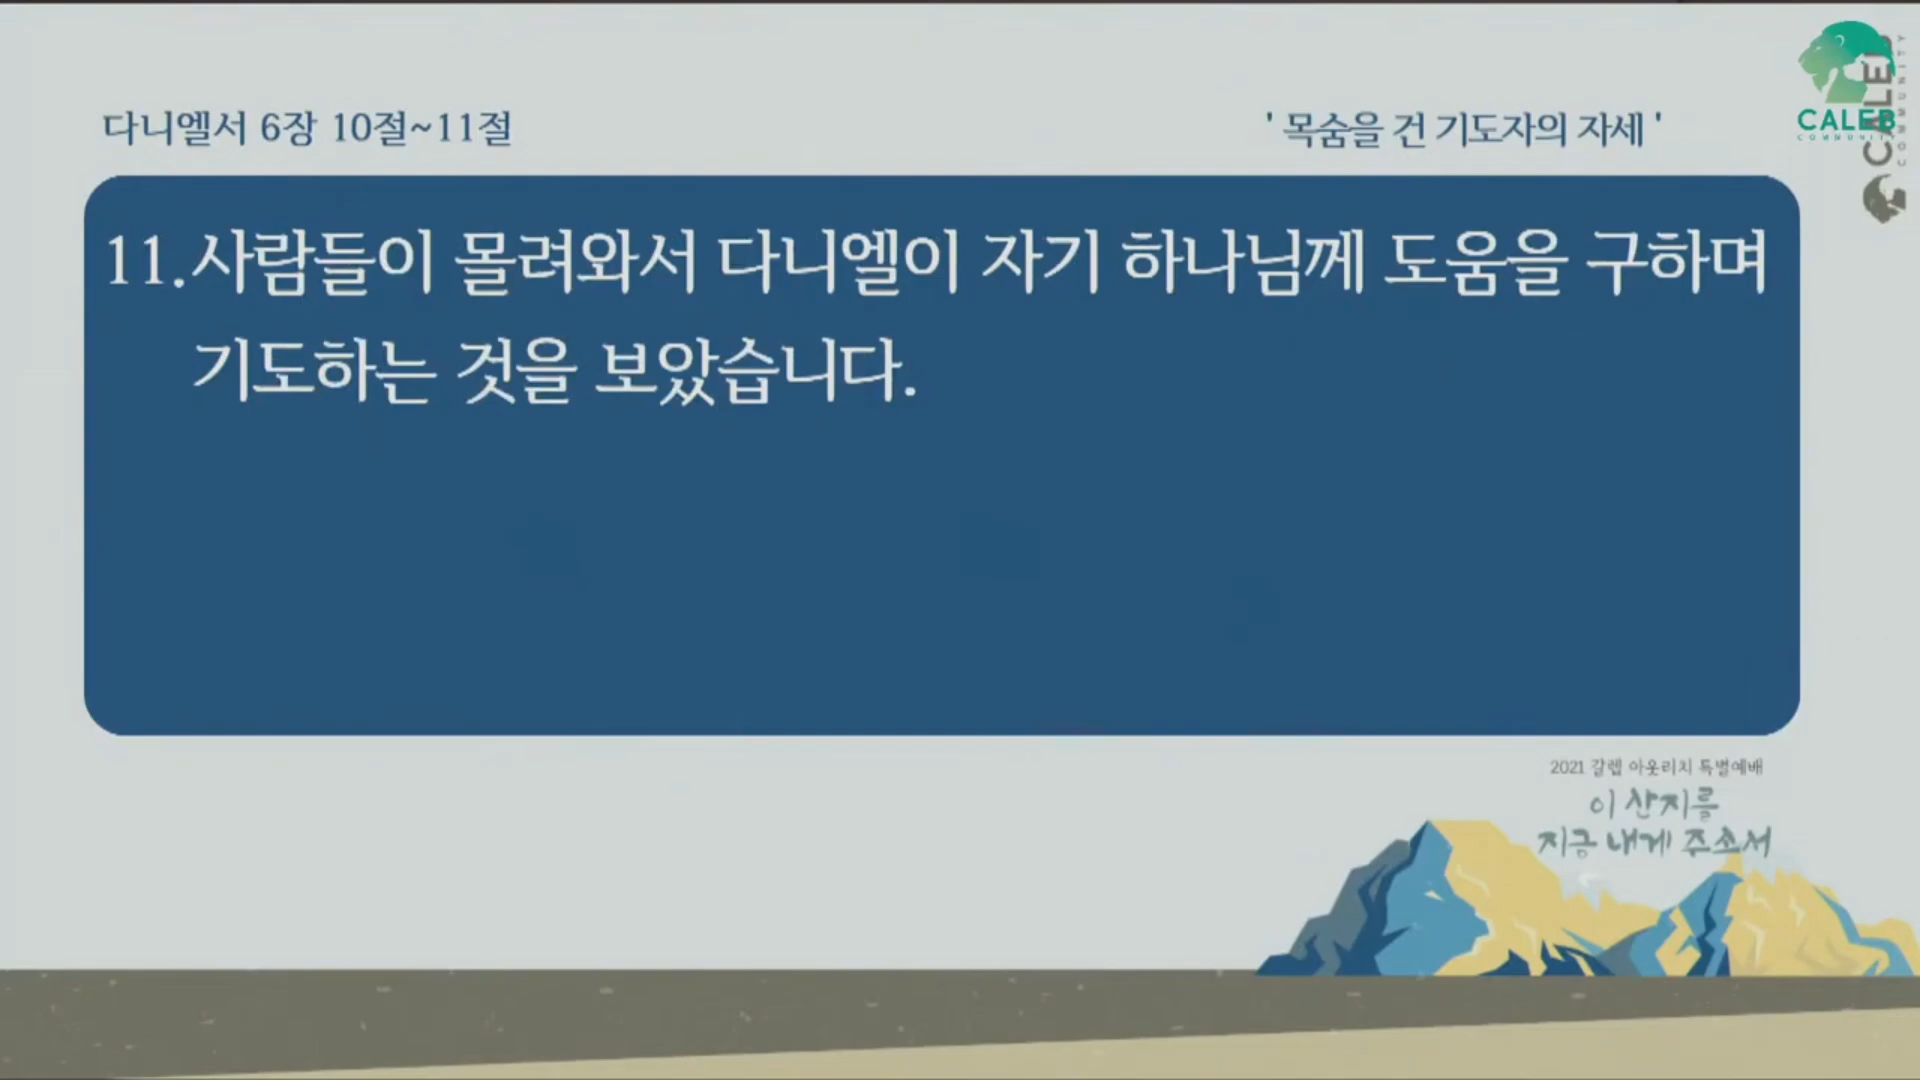 다니엘서 6장 10절~11절
' 목숨을 건 기도자의 자세 '
CALEB
COMMUNITY
CALEB
COMMUNITY
11.사람들이 몰려와서 다니엘이 자기 하나님께 도움을 구하며
기도하는 것을 보았습니다.
2021 갈렙 아웃리치 특별예배
이 산지를
지금 내게 주소서